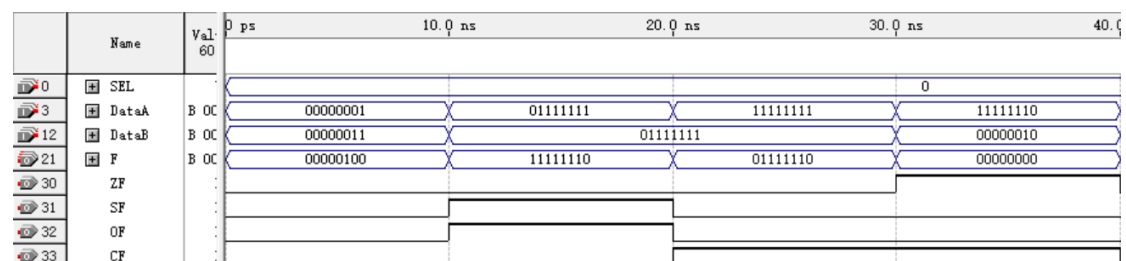 0 ps 10.0 ns 20.0 ns 30.0 ns 40.0
Name Val 60
0 SEL 0
3 DataA B 00 00000001 01111111 11111111 11111110
12 DataB B 00 00000011 01111111 00000010
21 F B 00 00000100 11111110 01111110 00000000
30 ZF
31 SF
32 OF
33 CF